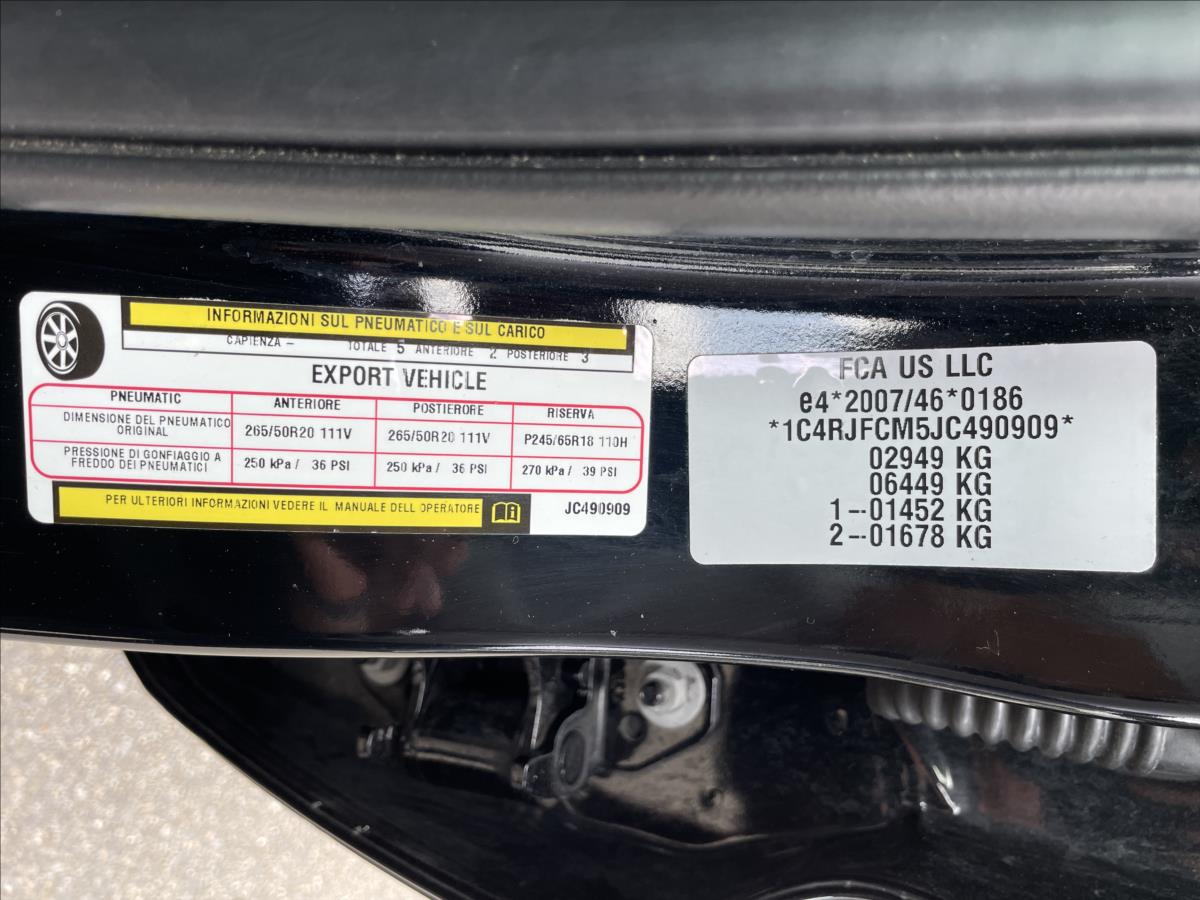 INFORMAZIONI SUL PNEUMATICO E SUL CARICO
CAPIENZA – TOTALE 5 ANTERIORE 2 POSTERIORE 3
EXPORT VEHICLE
PNEUMATIC ANTERIORE POSTIERORE RISERVA
DIMENSIONE DEL PNEUMATICO ORIGINAL 265/50R20 111V 265/50R20 111V P245/65R18 110H
PRESSIONE DI GONFIAGGIO A FREDDO DEI PNEUMATICI 250 kPa / 36 PSI 250 kPa / 36 PSI 270 kPa / 39 PSI
PER ULTERIORI INFORMAZIONI VEDERE IL MANUALE DELL OPERATORE
JC490909
FCA US LLC
e4*2007/46*0186
*1C4RJFCM5JC490909*
02949 KG
06449 KG
1--01452 KG
2--01678 KG